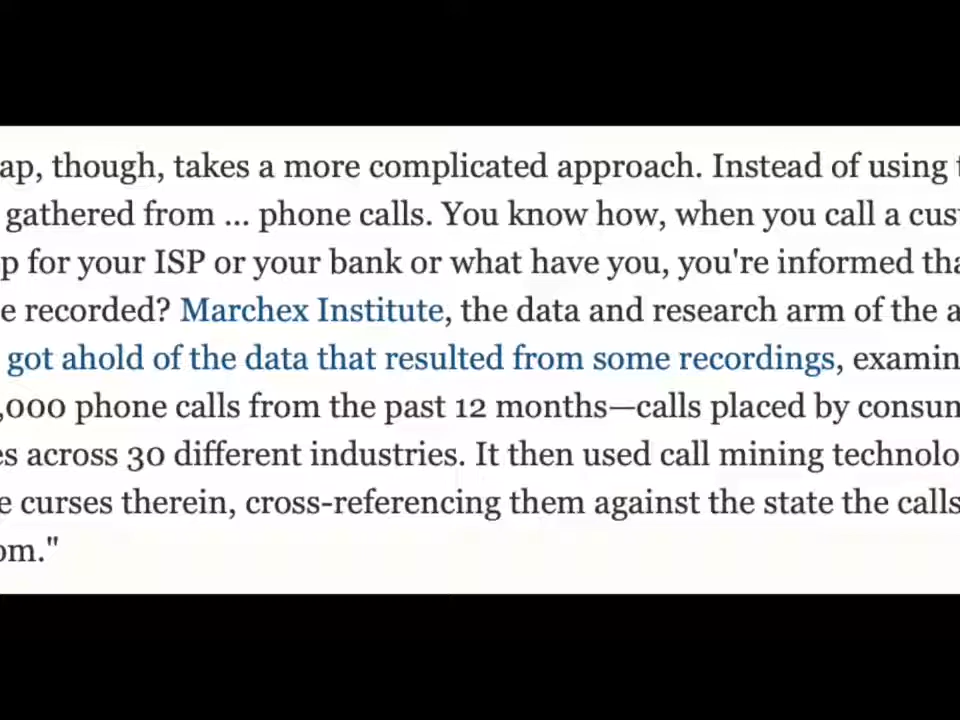 ap, though, takes a more complicated approach. Instead of using t
gathered from ... phone calls. You know how, when you call a cus
p for your ISP or your bank or what have you, you're informed tha
e recorded? Marchex Institute, the data and research arm of the a
got ahold of the data that resulted from some recordings, examin
,000 phone calls from the past 12 months—calls placed by consum
es across 30 different industries. It then used call mining technolo
e curses therein, cross-referencing them against the state the calls
om."